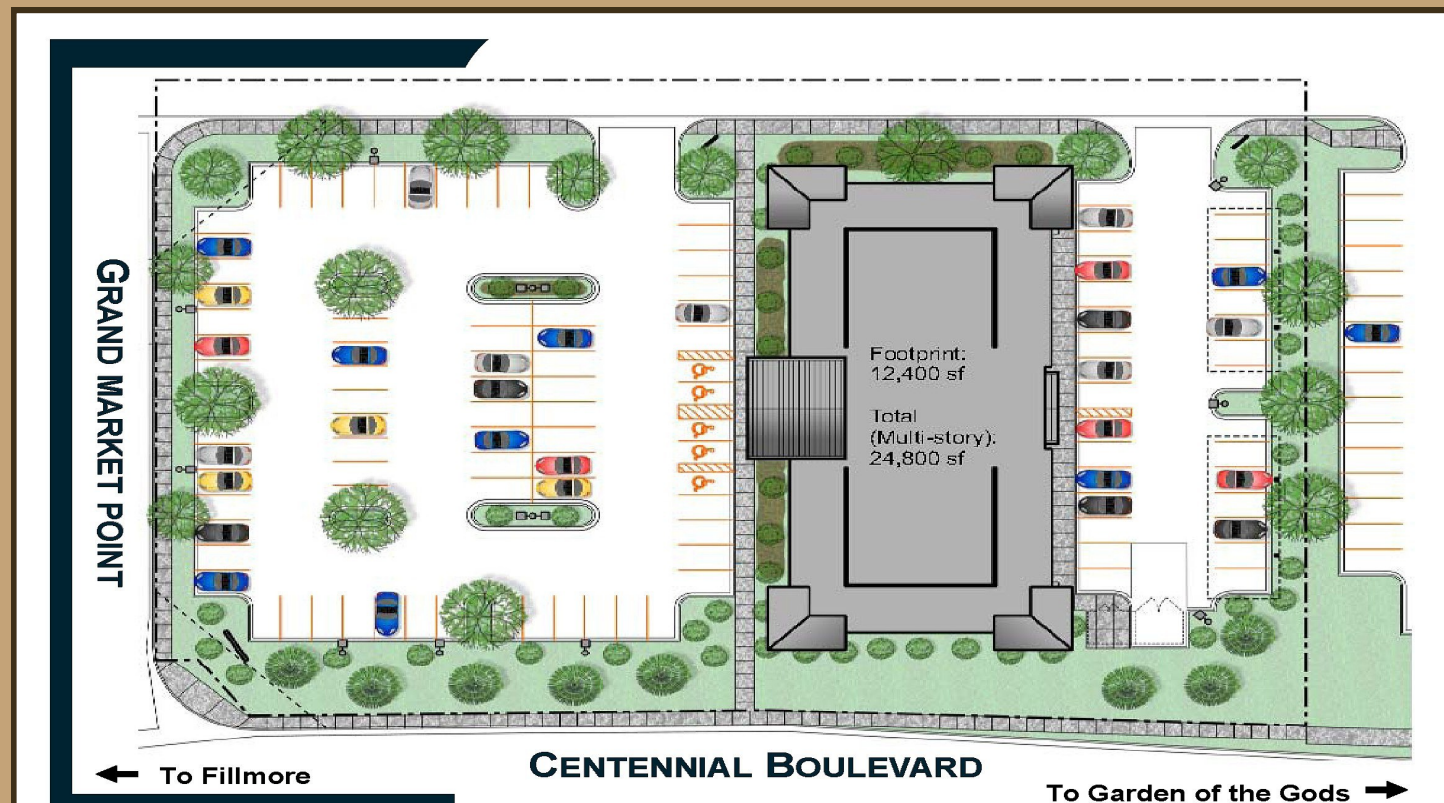 GRAND MARKET POINT
Footprint:
12,400 sf
Total
(Multi-story):
24,800 sf
CENTENNIAL BOULEVARD
To Fillmore
To Garden of the Gods